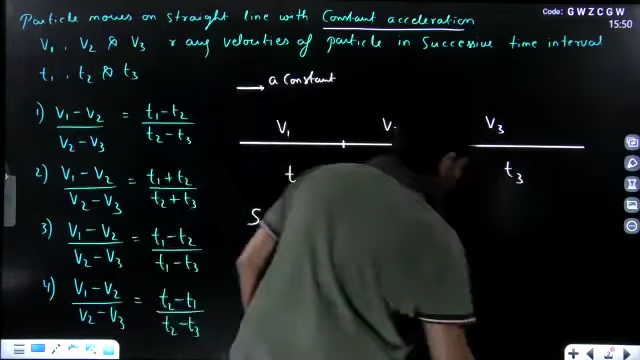 Code: G W Z C G W
15:50
Particle moves on straight line with Constant acceleration
V₁ , V₂ & V₃ r avg velocities of particle in Successive time interval
t₁ , t₂ & t₃
a Constant
1) (V₁ - V₂)/(V₂ - V₃) = (t₁ - t₂)/(t₂ - t₃)
2) (V₁ - V₂)/(V₂ - V₃) = (t₁ + t₂)/(t₂ + t₃)
3) (V₁ - V₂)/(V₂ - V₃) = (t₁ - t₂)/(t₁ - t₃)
4) (V₁ - V₂)/(V₂ - V₃) = (t₂ - t₁)/(t₂ - t₃)
V₁ V₃
t t₃
S